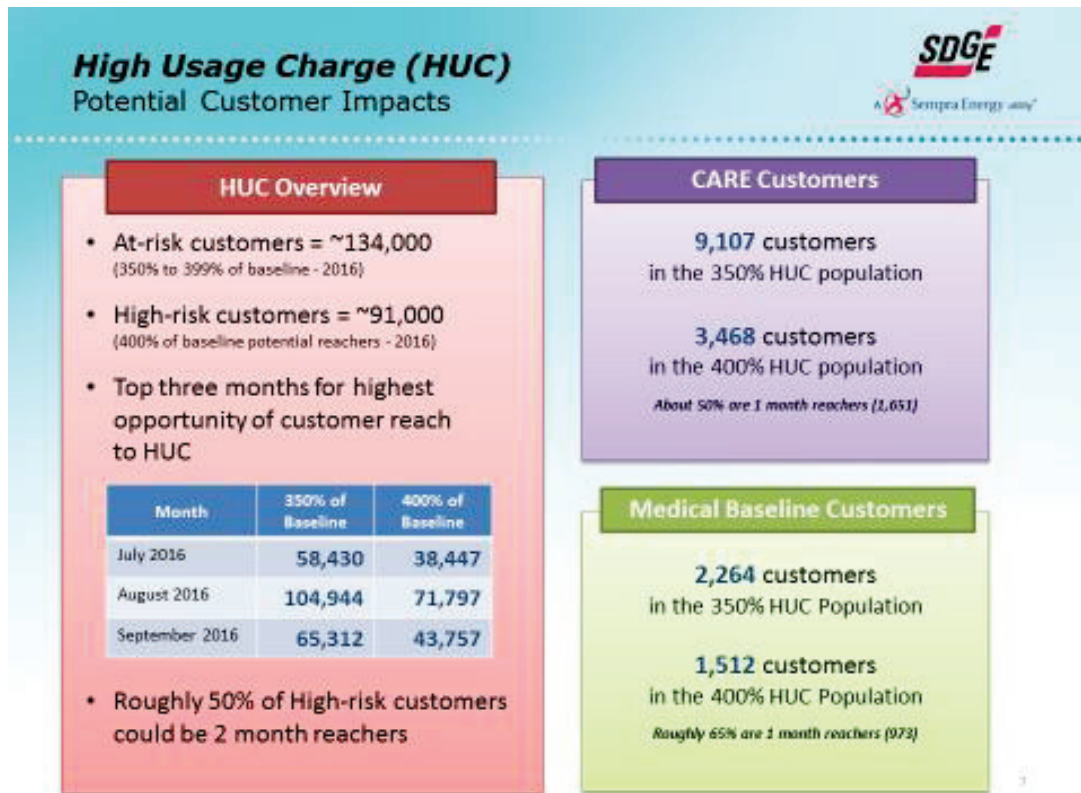 High Usage Charge (HUC)
Potential Customer Impacts
SDGE
A Sempra Energy utility®
HUC Overview
• At-risk customers = ~134,000
(350% to 399% of baseline - 2016)
• High-risk customers = ~91,000
(400% of baseline potential reachers - 2016)
• Top three months for highest
opportunity of customer reach
to HUC
Month 350% of Baseline 400% of Baseline
July 2016 58,430 38,447
August 2016 104,944 71,797
September 2016 65,312 43,757
• Roughly 50% of High-risk customers
could be 2 month reachers
CARE Customers
9,107 customers
in the 350% HUC population
3,468 customers
in the 400% HUC population
About 50% are 1 month reachers (1,651)
Medical Baseline Customers
2,264 customers
in the 350% HUC Population
1,512 customers
in the 400% HUC Population
Roughly 65% are 1 month reachers (973)